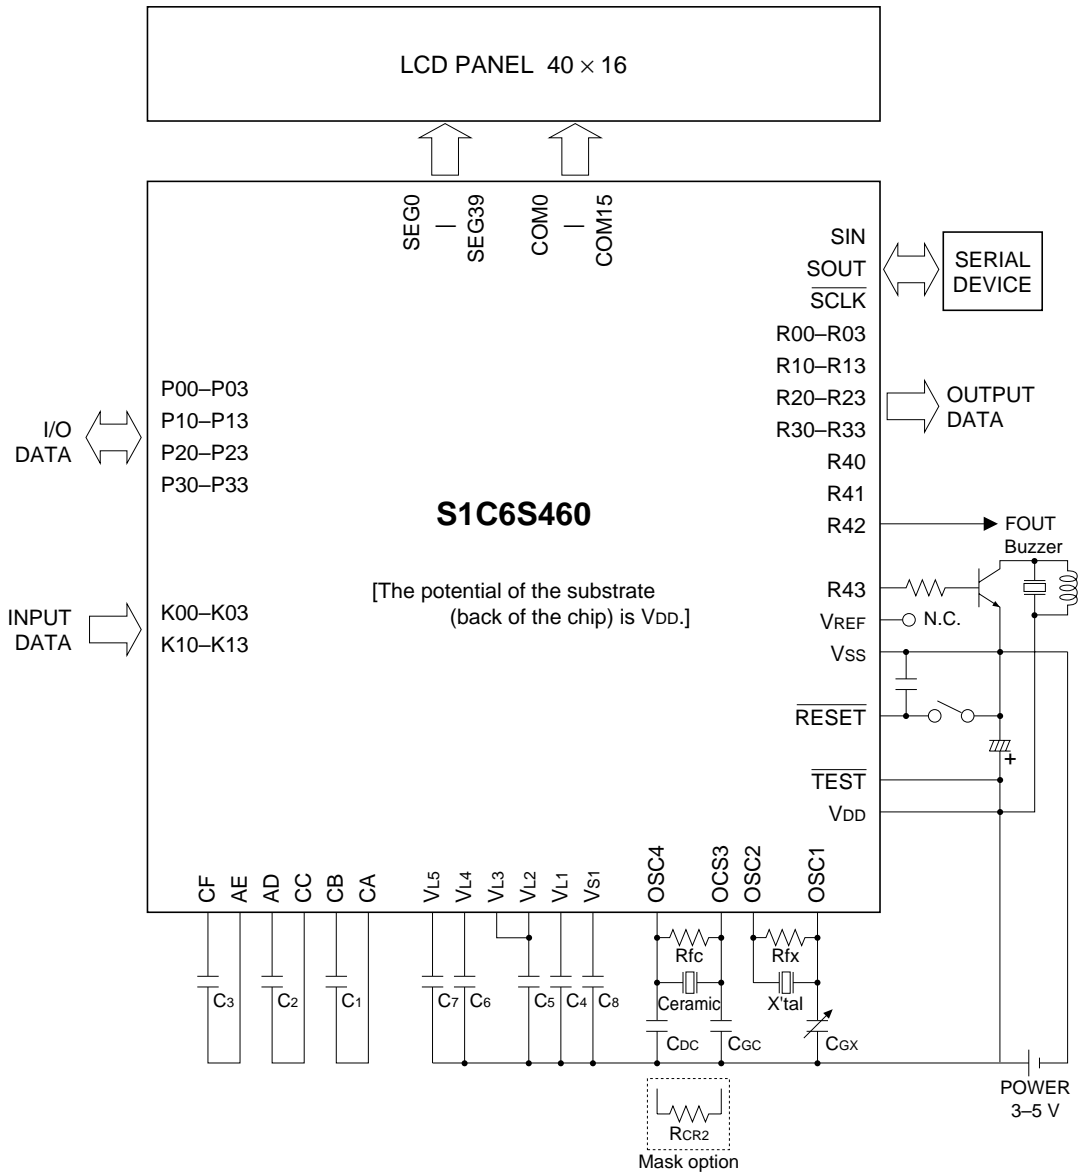 LCD PANEL 40 × 16
SEG0
—
SEG39
COM0
—
COM15
SIN
SOUT
SCLK
SERIAL
DEVICE
R00–R03
R10–R13
R20–R23
R30–R33
R40
R41
R42
OUTPUT
DATA
P00–P03
P10–P13
P20–P23
P30–P33
I/O
DATA
S1C6S460
[The potential of the substrate
(back of the chip) is VDD.]
FOUT
Buzzer
R43
VREF
N.C.
VSS
RESET
+
TEST
VDD
INPUT
DATA
K00–K03
K10–K13
CF
AE
AD
CC
CB
CA
VL5
VL4
VL3
VL2
VL1
VS1
OSC4
OCS3
OSC2
OSC1
Rfc
Rfx
C3
C2
C1
C7
C6
C5
C4
C8
Ceramic
X'tal
CDC
CGC
CGX
POWER
3–5 V
RCR2
Mask option